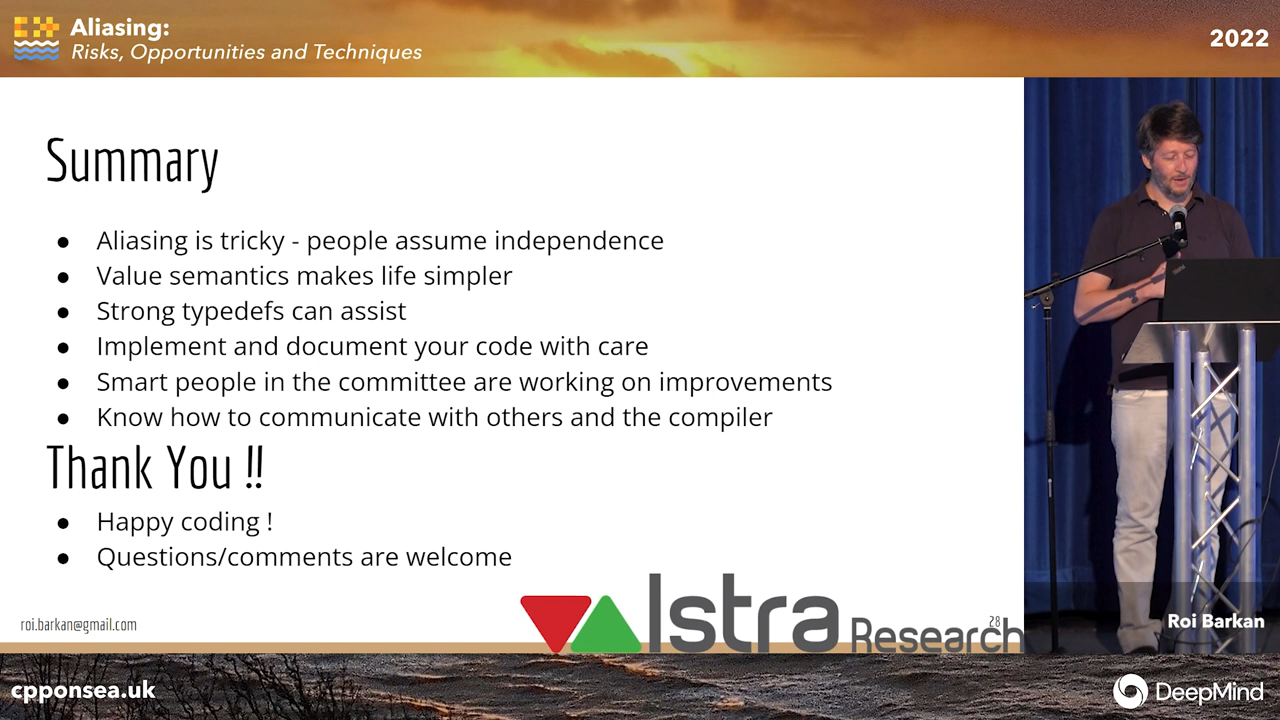 Aliasing:
Risks, Opportunities and Techniques
2022
Summary
● Aliasing is tricky - people assume independence
● Value semantics makes life simpler
● Strong typedefs can assist
● Implement and document your code with care
● Smart people in the committee are working on improvements
● Know how to communicate with others and the compiler
Thank You !!
● Happy coding !
● Questions/comments are welcome
roi.barkan@gmail.com
Istra Research
28
Roi Barkan
cpponsea.uk
DeepMind